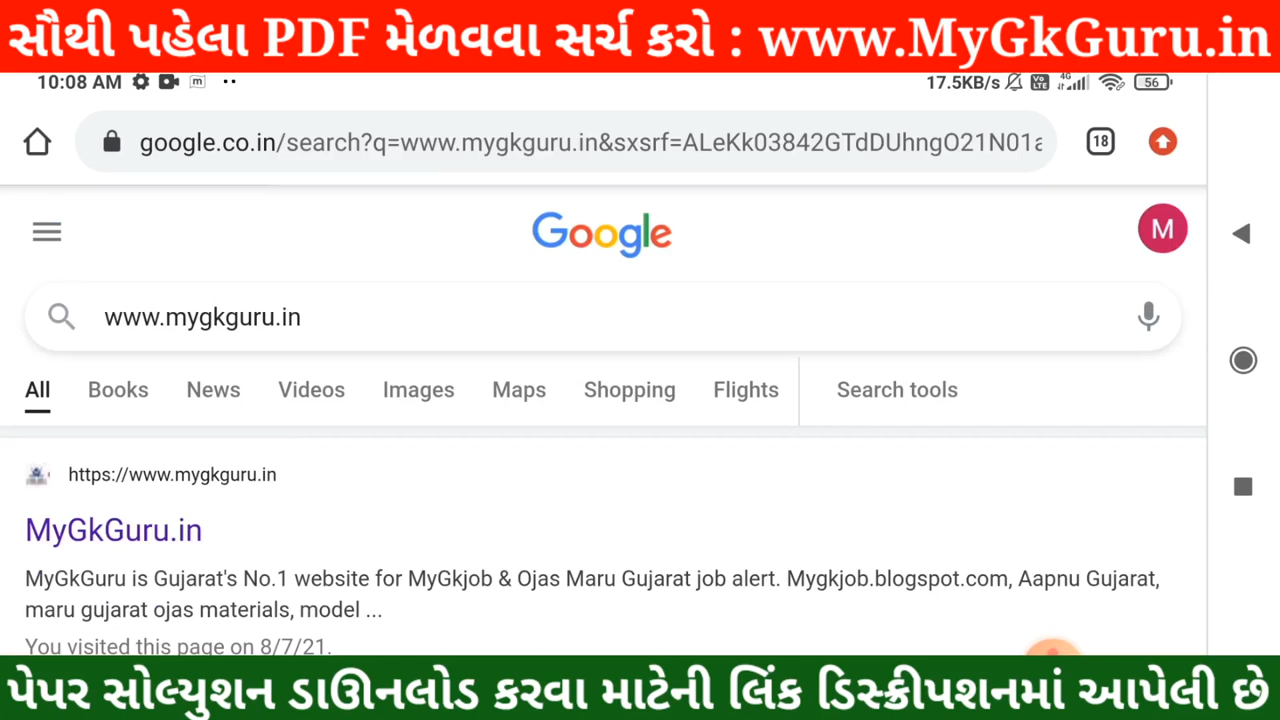 સૌથી પહેલા PDF મેળવવા સર્ચ કરો : www.MyGkGuru.in
10:08 AM m 17.5KB/s Vo LTE 4G 56
google.co.in/search?q=www.mygkguru.in&sxsrf=ALeKk03842GTdDUhngO21N01a 18
Google M
www.mygkguru.in
All Books News Videos Images Maps Shopping Flights Search tools
https://www.mygkguru.in
MyGkGuru.in
MyGkGuru is Gujarat's No.1 website for MyGkjob & Ojas Maru Gujarat job alert. Mygkjob.blogspot.com, Aapnu Gujarat,
maru gujarat ojas materials, model ...
You visited this page on 8/7/21.
પેપર સોલ્યુશન ડાઊનલોડ કરવા માટેની લિંક ડિસ્ક્રીપશનમાં આપેલી છે